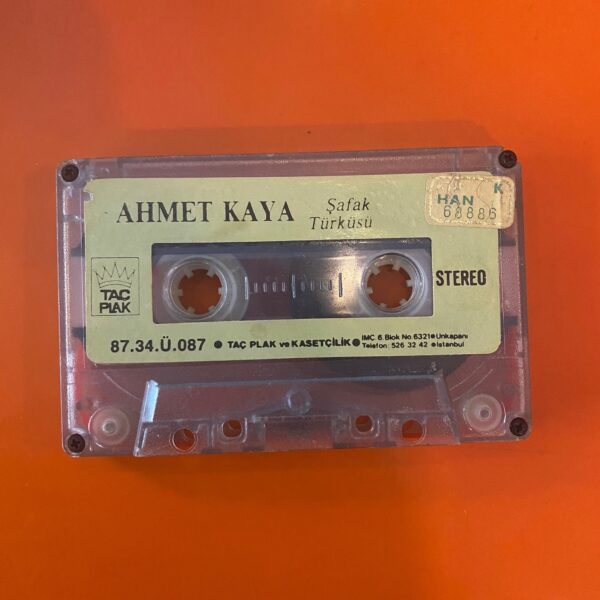 AHMET KAYA
Şafak
Türküsü
K
HAN
68886
TAÇ
PLAK
STEREO
87.34.Ü.087 ● TAÇ PLAK ve KASETÇİLİK ●
İMC 6. Blok No. 6321 ● Unkapanı
Telefon: 526 32 42 ● İstanbul